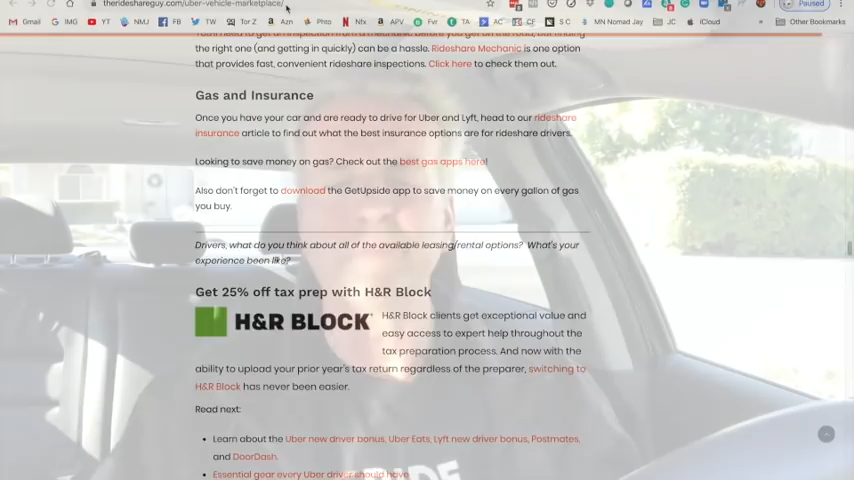 therideshareguy.com/uber-vehicle-marketplace/
Paused
GMail
YT
NMJ
FB
TW
Tor Z
Azn
Phto
Nfx
APV
Fvr
TA
AC
CF
S C
MN Nomad Jay
JC
iCloud
Other Bookmarks
the right one (and getting in quickly) can be a hassle. Rideshare Mechanic is one option
that provides fast, convenient rideshare inspections. Click here to check them out.
Gas and Insurance
Once you have your car and are ready to drive for Uber and Lyft, head to our rideshare
insurance article to find out what the best insurance options are for rideshare drivers.
Looking to save money on gas? Check out the best gas apps here!
Also don't forget to download the GetUpside app to save money on every gallon of gas
you buy.
Drivers, what do you think about all of the available leasing/rental options? What's your
experience been like?
Get 25% off tax prep with H&R Block
H&R BLOCK
H&R Block clients get exceptional value and
easy access to expert help throughout the
tax preparation process. And now with the
ability to upload your prior year's tax return regardless of the preparer, switching to
H&R Block has never been easier.
Read next:
Learn about the Uber new driver bonus, Uber Eats, Lyft new driver bonus, Postmates,
and DoorDash.
Essential gear every Uber driver should have